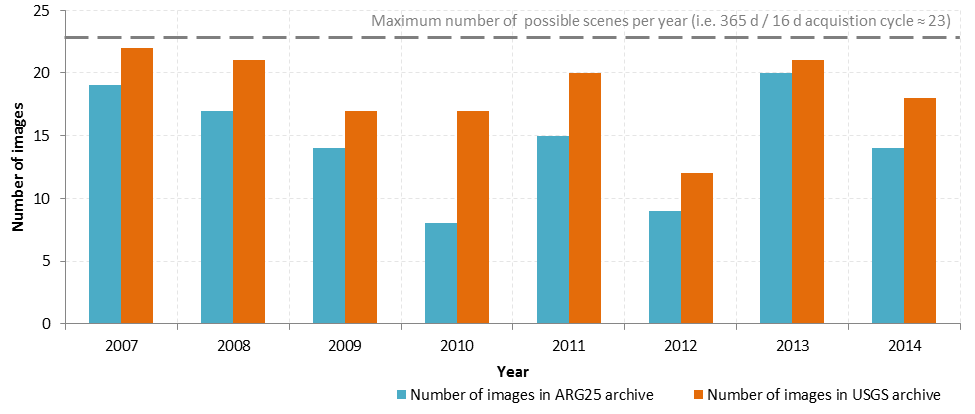 Maximum number of possible scenes per year (i.e. 365 d / 16 d acquistion cycle ≈ 23)
25
20
15
10
5
0
Number of images
2007 2008 2009 2010 2011 2012 2013 2014
Year
Number of images in ARG25 archive Number of images in USGS archive